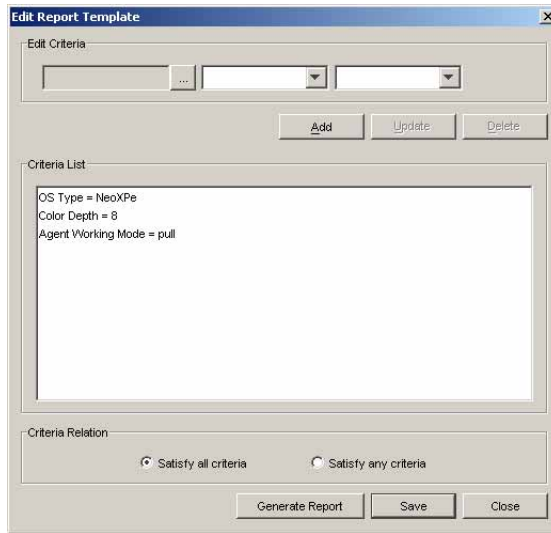 Edit Report Template
Edit Criteria
...
Add Update Delete
Criteria List
OS Type = NeoXPe
Color Depth = 8
Agent Working Mode = pull
Criteria Relation
Satisfy all criteria Satisfy any criteria
Generate Report Save Close